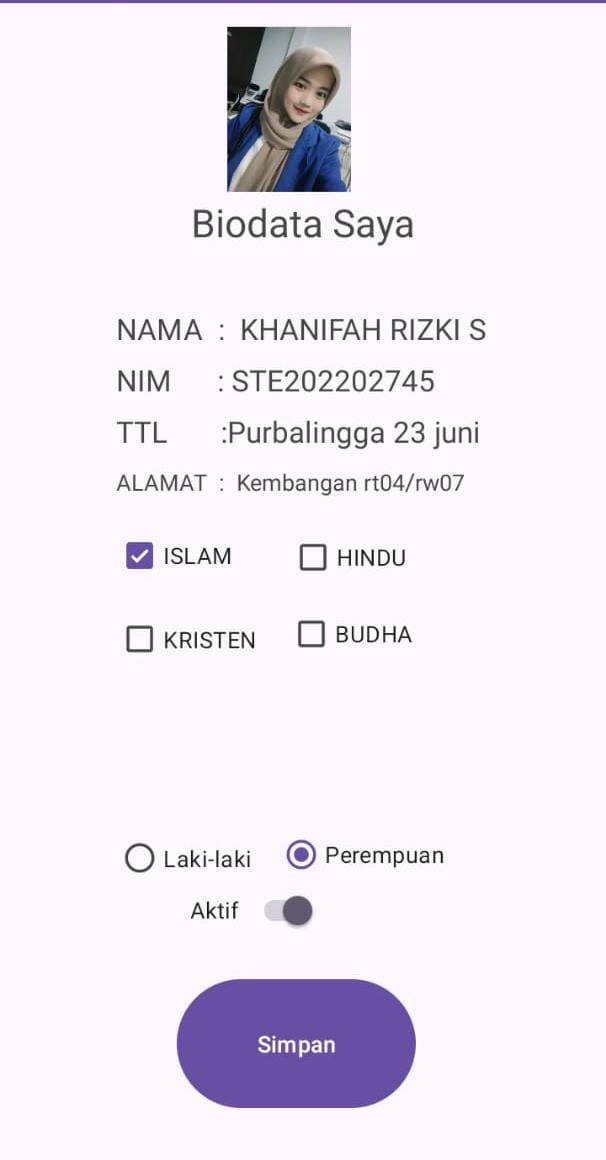 Biodata Saya
NAMA : KHANIFAH RIZKI S
NIM : STE202202745
TTL :Purbalingga 23 juni
ALAMAT : Kembangan rt04/rw07
ISLAM HINDU
KRISTEN BUDHA
Laki-laki Perempuan
Aktif
Simpan